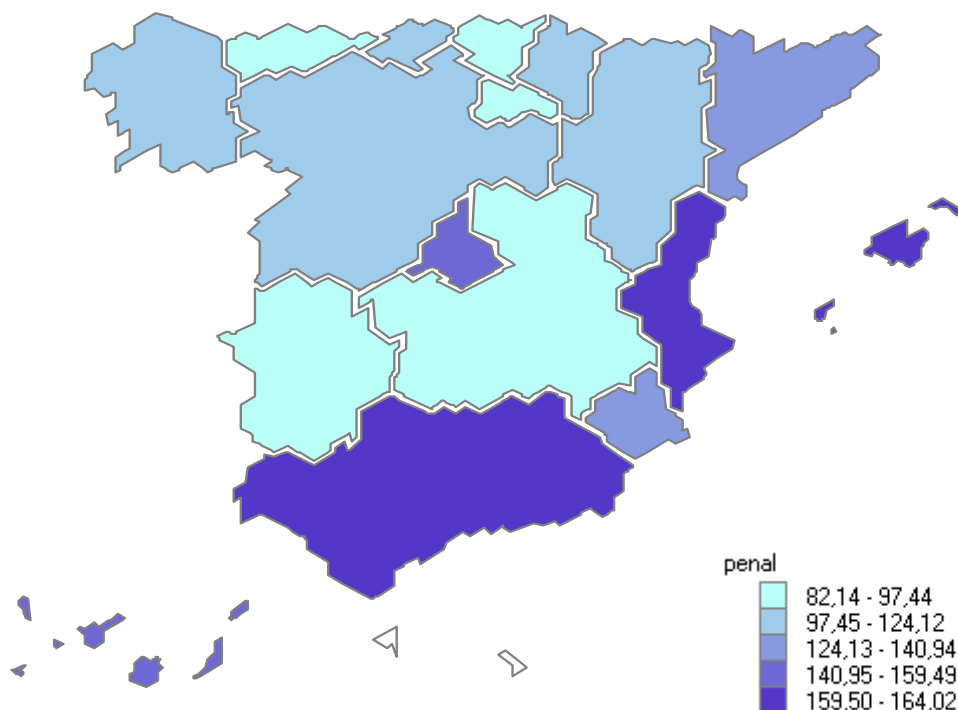 penal
82,14 - 97,44
97,45 - 124,12
124,13 - 140,94
140,95 - 159,49
159,50 - 164,02